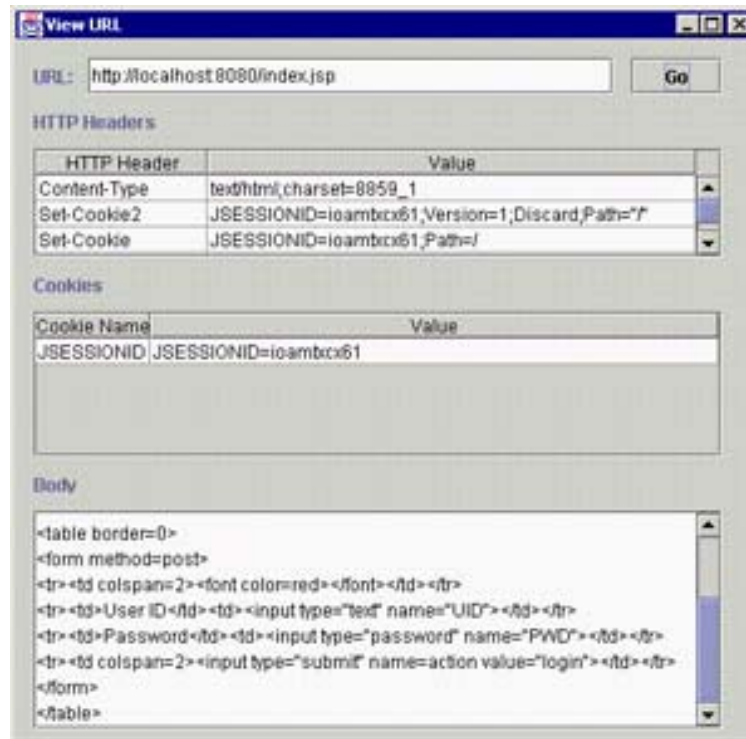 View URL
URL: http://localhost:8080/index.jsp Go
HTTP Headers
HTTP Header Value
Content-Type text/html;charset=8859_1
Set-Cookie2 JSESSIONID=ioambxcx61;Version=1;Discard;Path="/"
Set-Cookie JSESSIONID=ioambxcx61;Path=/
Cookies
Cookie Name Value
JSESSIONID JSESSIONID=ioambxcx61
Body
<table border=0>
<form method=post>
<tr><td colspan=2><font color=red></font></td></tr>
<tr><td>User ID</td><td><input type="text" name="UID"></td></tr>
<tr><td>Password</td><td><input type="password" name="PWD"></td></tr>
<tr><td colspan=2><input type="submit" name=action value="login"></td></tr>
</form>
</table>